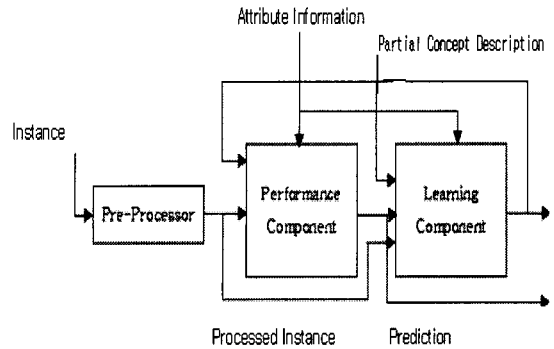 Attribute Information
Partial Concept Description
Instance
Pre-Processor
Performance
Component
Learning
Component
Processed Instance
Prediction